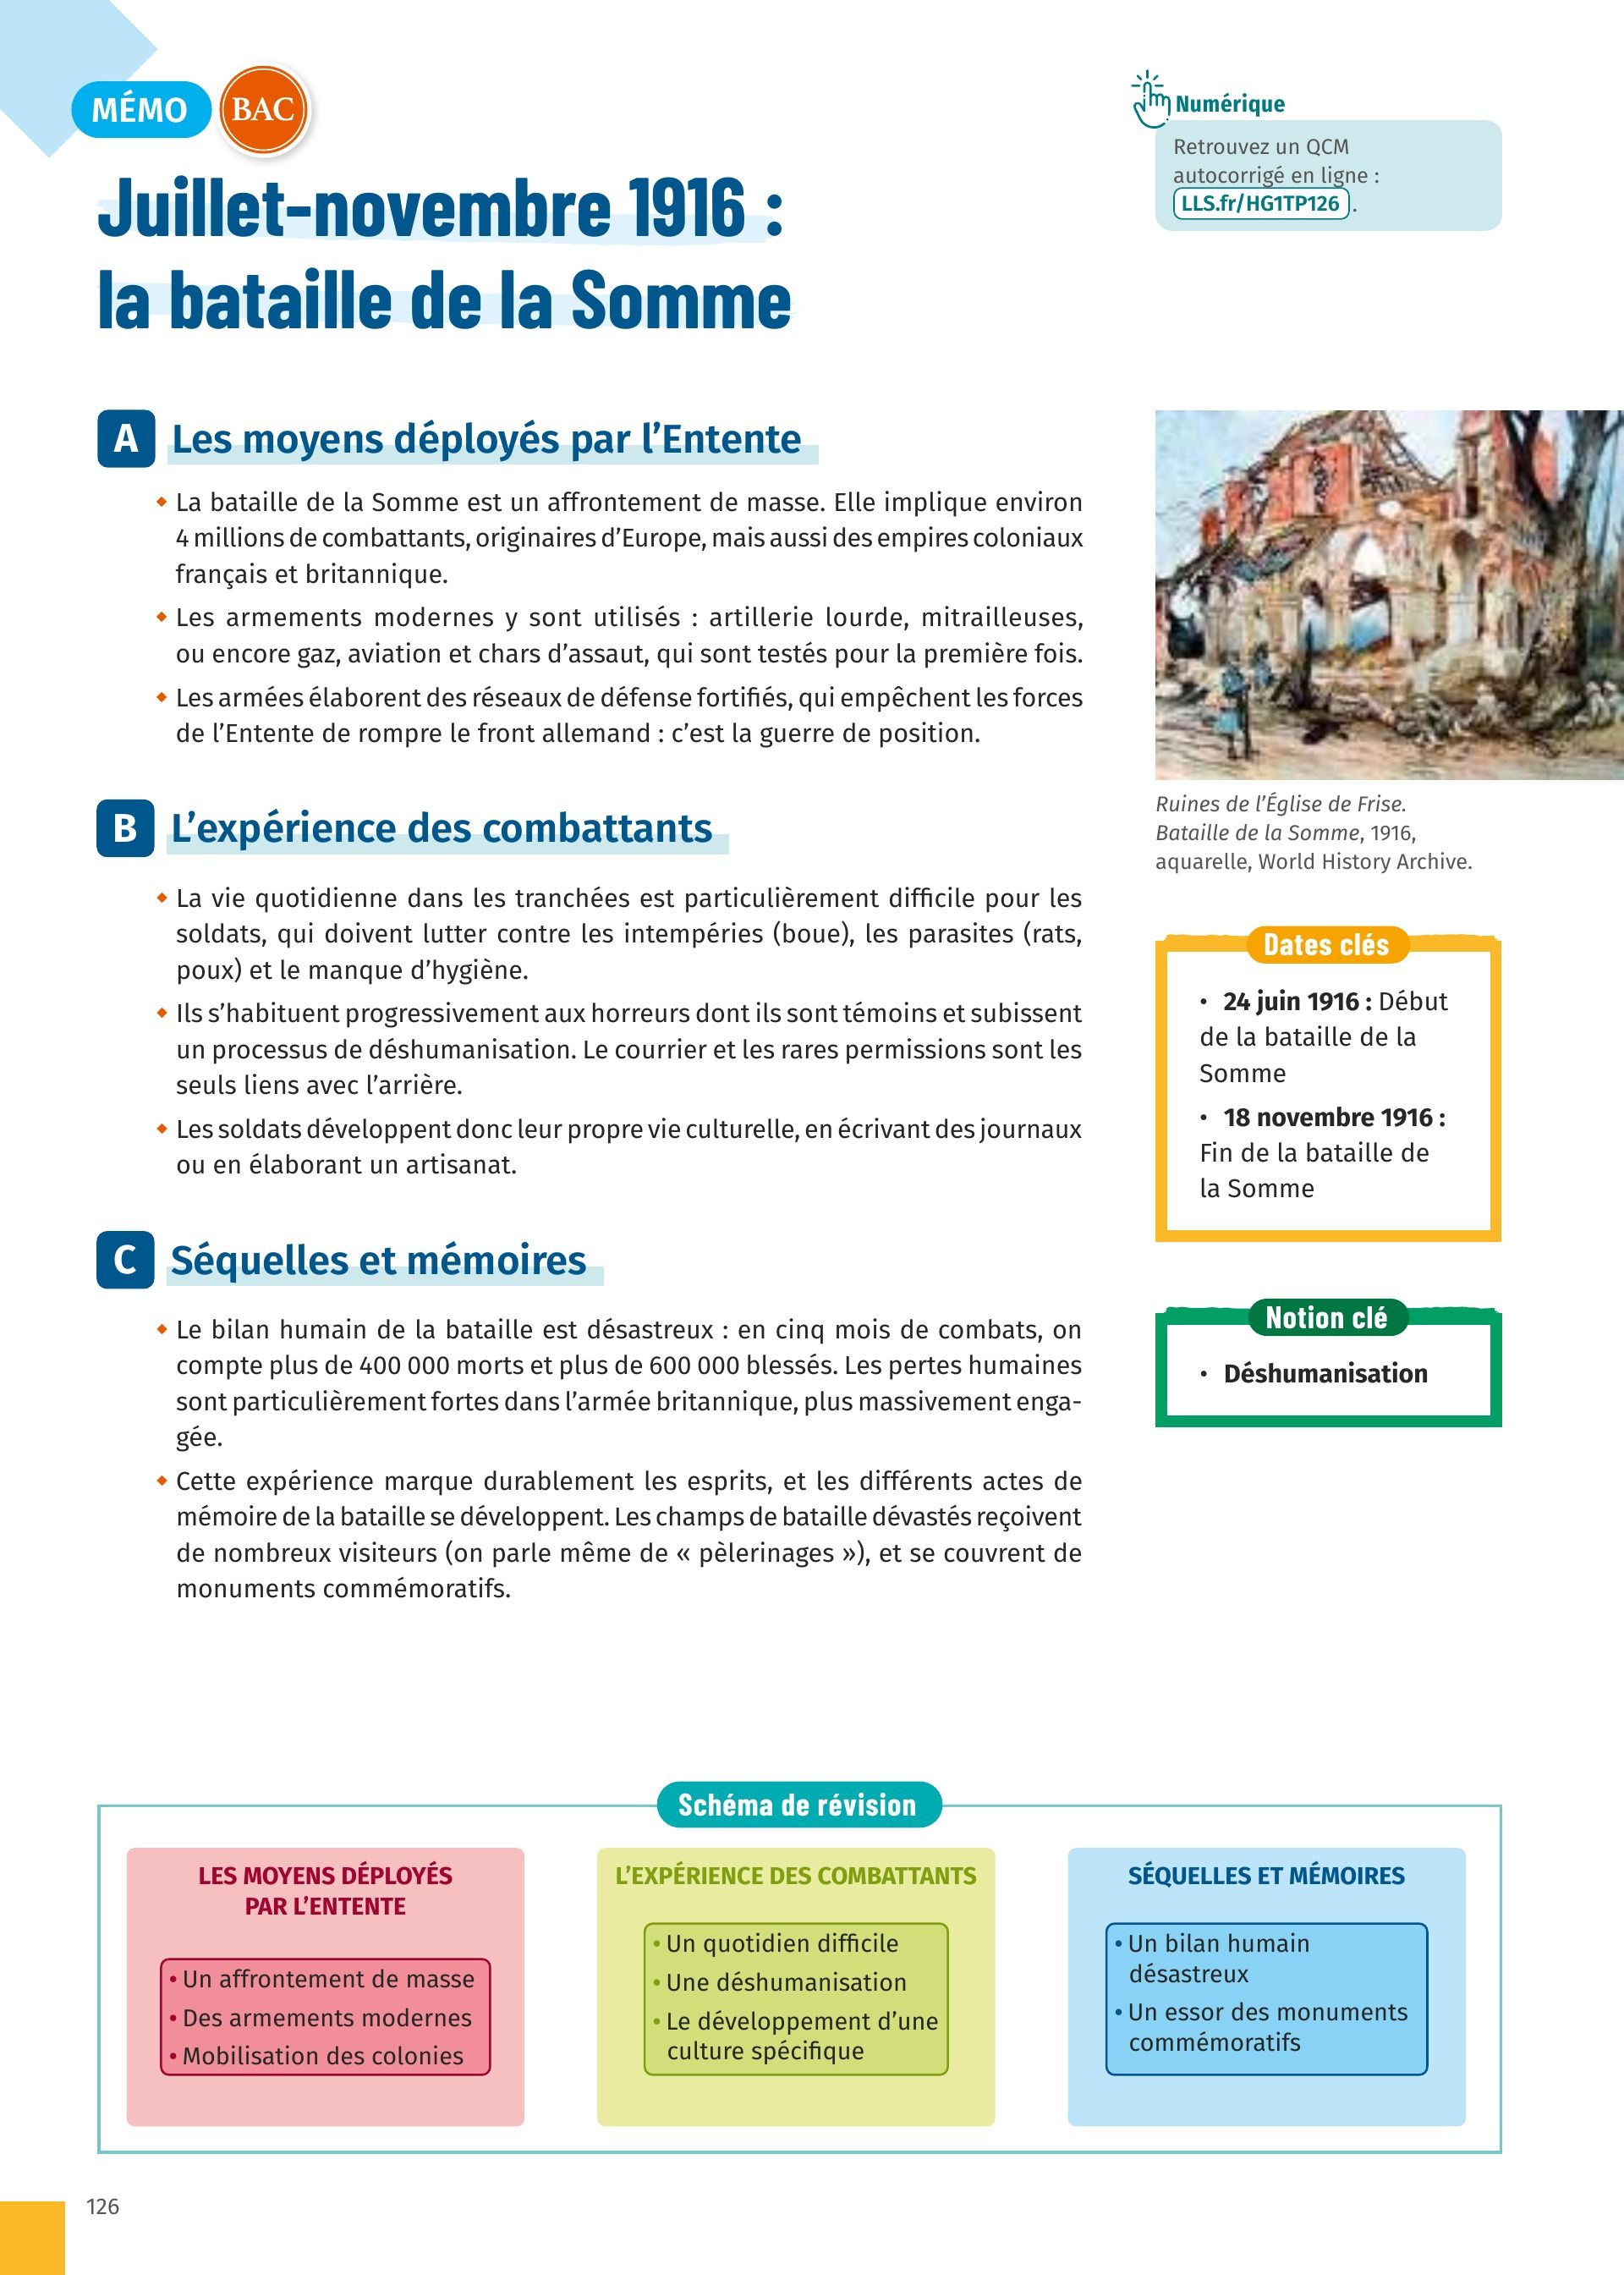 MÉMO
BAC
Juillet-novembre 1916 :
la bataille de la Somme
Numérique
Retrouvez un QCM
autocorrigé en ligne :
LLS.fr/HG1TP126 .
A Les moyens déployés par l’Entente
La bataille de la Somme est un affrontement de masse. Elle implique environ
4 millions de combattants, originaires d’Europe, mais aussi des empires coloniaux
français et britannique.
Les armements modernes y sont utilisés : artillerie lourde, mitrailleuses,
ou encore gaz, aviation et chars d’assaut, qui sont testés pour la première fois.
Les armées élaborent des réseaux de défense fortifiés, qui empêchent les forces
de l’Entente de rompre le front allemand : c’est la guerre de position.
B L’expérience des combattants
La vie quotidienne dans les tranchées est particulièrement difficile pour les
soldats, qui doivent lutter contre les intempéries (boue), les parasites (rats,
poux) et le manque d’hygiène.
Ils s’habituent progressivement aux horreurs dont ils sont témoins et subissent
un processus de déshumanisation. Le courrier et les rares permissions sont les
seuls liens avec l’arrière.
Les soldats développent donc leur propre vie culturelle, en écrivant des journaux
ou en élaborant un artisanat.
C Séquelles et mémoires
Le bilan humain de la bataille est désastreux : en cinq mois de combats, on
compte plus de 400 000 morts et plus de 600 000 blessés. Les pertes humaines
sont particulièrement fortes dans l’armée britannique, plus massivement enga-
gée.
Cette expérience marque durablement les esprits, et les différents actes de
mémoire de la bataille se développent. Les champs de bataille dévastés reçoivent
de nombreux visiteurs (on parle même de « pèlerinages »), et se couvrent de
monuments commémoratifs.
Ruines de l’Église de Frise.
Bataille de la Somme, 1916,
aquarelle, World History Archive.
Dates clés
• 24 juin 1916 : Début
de la bataille de la
Somme
• 18 novembre 1916 :
Fin de la bataille de
la Somme
Notion clé
• Déshumanisation
Schéma de révision
LES MOYENS DÉPLOYÉS
PAR L’ENTENTE
• Un affrontement de masse
• Des armements modernes
• Mobilisation des colonies
L’EXPÉRIENCE DES COMBATTANTS
• Un quotidien difficile
• Une déshumanisation
• Le développement d’une
culture spécifique
SÉQUELLES ET MÉMOIRES
• Un bilan humain
désastreux
• Un essor des monuments
commémoratifs
126